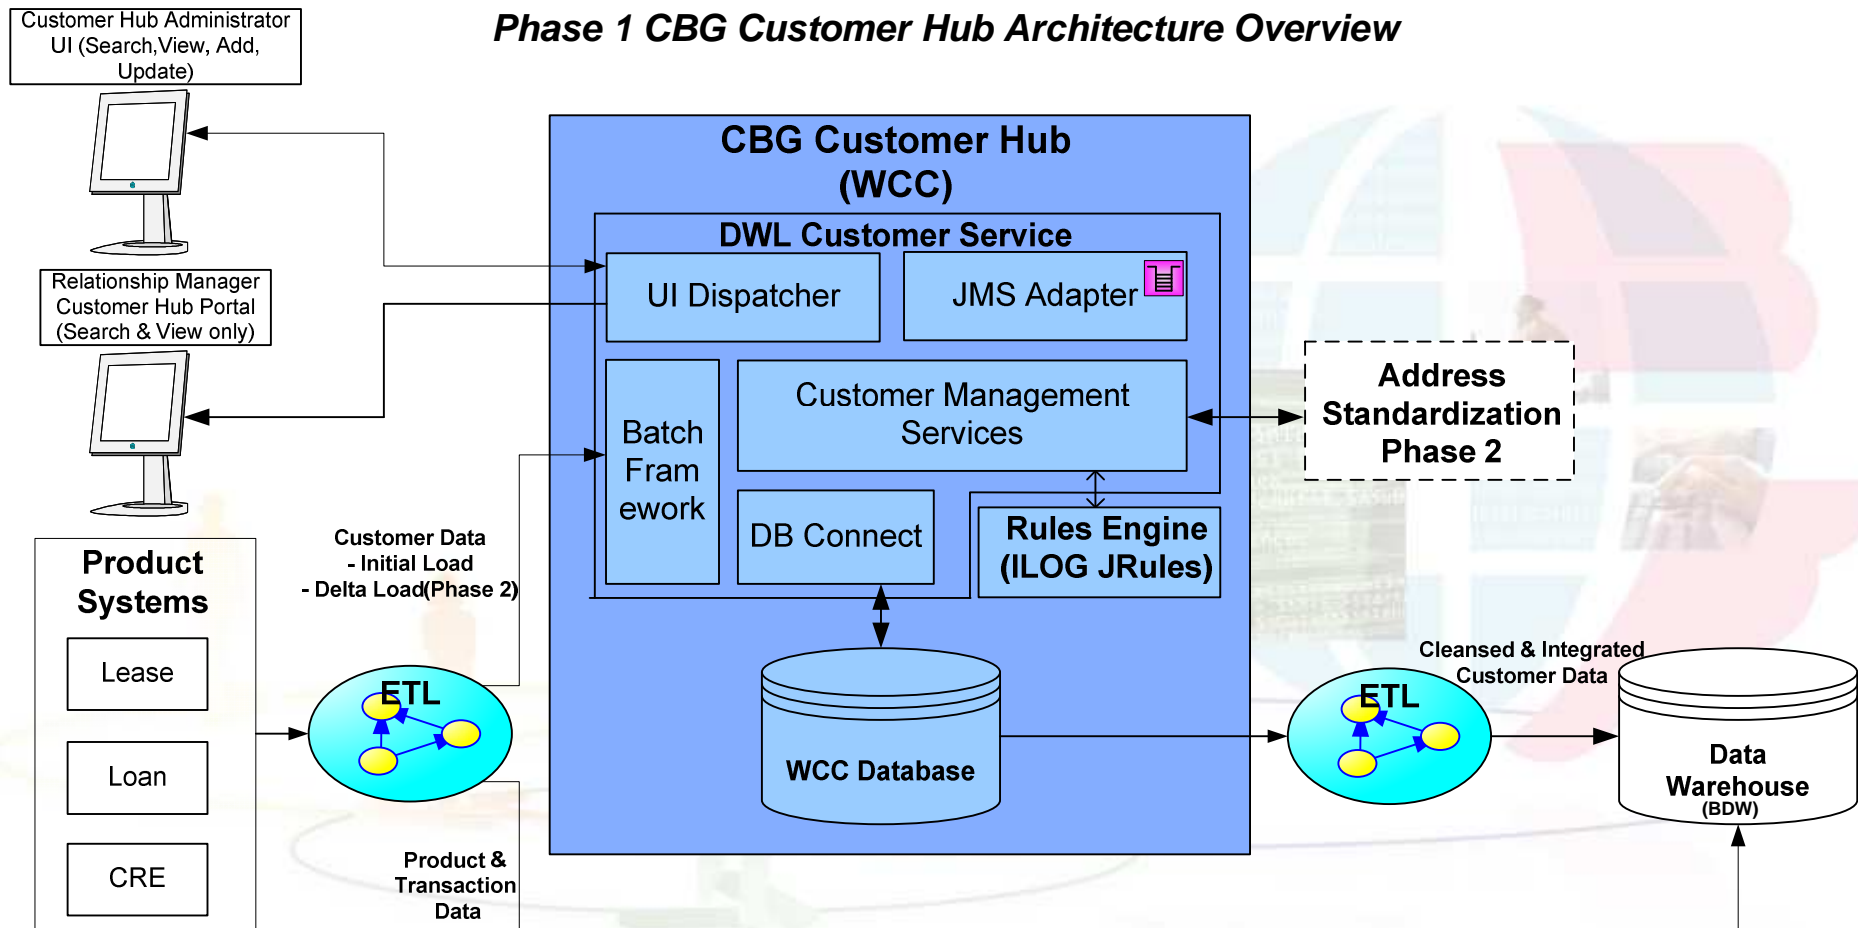 Phase 1 CBG Customer Hub Architecture Overview
Customer Hub Administrator
UI (Search,View, Add,
Update)
Relationship Manager
Customer Hub Portal
(Search & View only)
CBG Customer Hub
(WCC)
DWL Customer Service
UI Dispatcher
JMS Adapter
Batch
Fram
ework
Customer Management
Services
DB Connect
Rules Engine
(ILOG JRules)
WCC Database
Address
Standardization
Phase 2
Product
Systems
Lease
Loan
CRE
Customer Data
- Initial Load
- Delta Load(Phase 2)
ETL
Product &
Transaction
Data
ETL
Cleansed & Integrated
Customer Data
Data
Warehouse
(BDW)